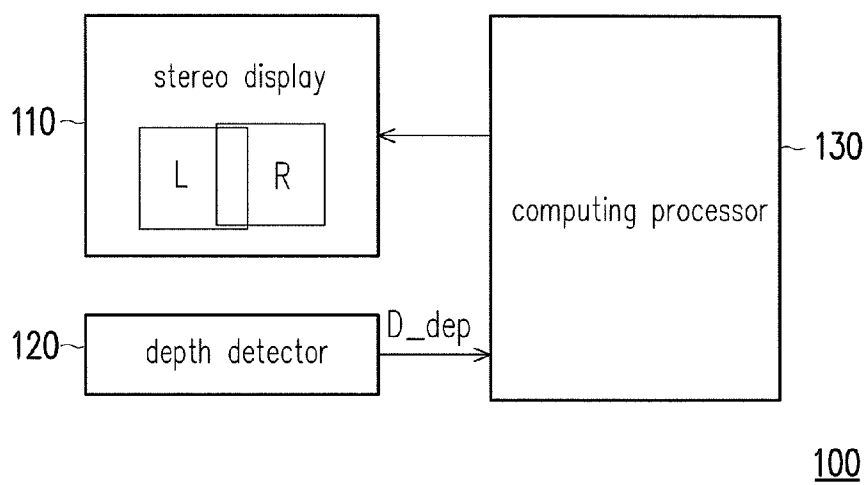 stereo display
110
L
R
130
computing processor
D_dep
120
depth detector
100